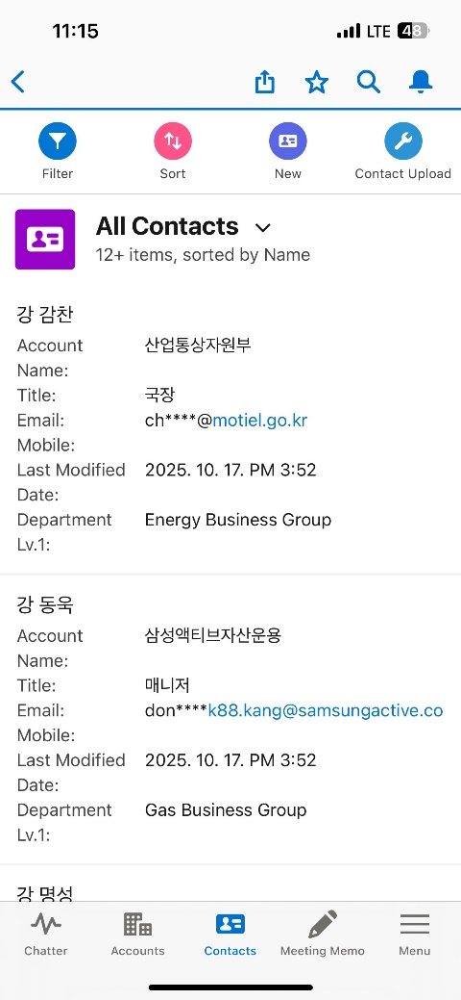 11:15
LTE 48
Filter
Sort
New
Contact Upload
All Contacts
12+ items, sorted by Name
강 감찬
Account Name: 산업통상자원부
Title: 국장
Email: ch****@motiel.go.kr
Mobile:
Last Modified Date: 2025. 10. 17. PM 3:52
Department Lv.1: Energy Business Group
강 동욱
Account Name: 삼성액티브자산운용
Title: 매니저
Email: don****k88.kang@samsungactive.co
Mobile:
Last Modified Date: 2025. 10. 17. PM 3:52
Department Lv.1: Gas Business Group
강 명성
Chatter
Accounts
Contacts
Meeting Memo
Menu